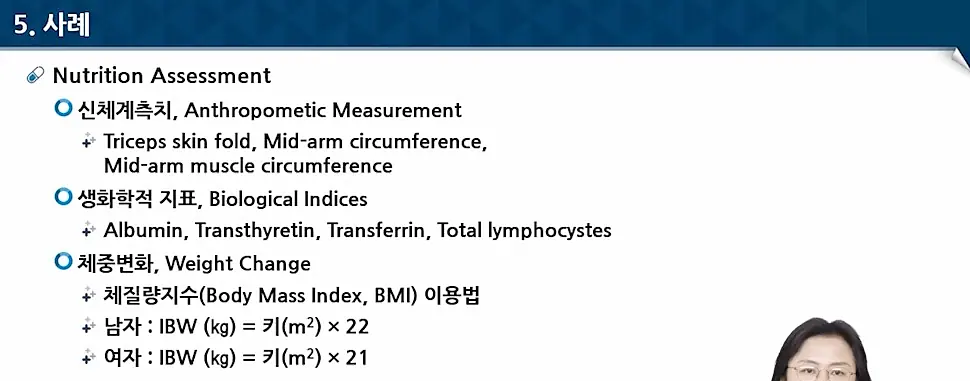 5. 사례
Nutrition Assessment
신체계측치, Anthropometic Measurement
Triceps skin fold, Mid-arm circumference,
Mid-arm muscle circumference
생화학적 지표, Biological Indices
Albumin, Transthyretin, Transferrin, Total lymphocystes
체중변화, Weight Change
체질량지수(Body Mass Index, BMI) 이용법
남자 : IBW (㎏) = 키(m²) × 22
여자 : IBW (㎏) = 키(m²) × 21